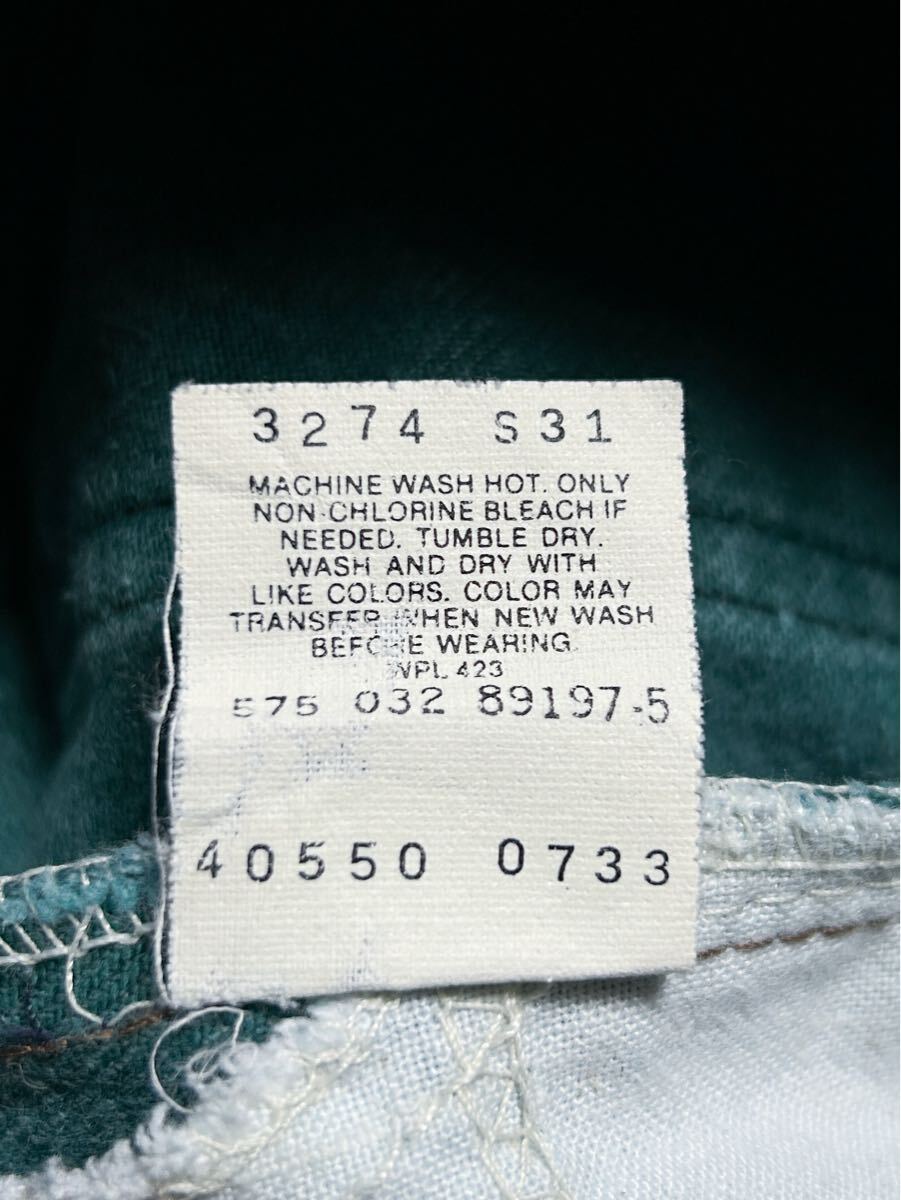 3274 S31
MACHINE WASH HOT. ONLY
NON-CHLORINE BLEACH IF
NEEDED. TUMBLE DRY.
WASH AND DRY WITH
LIKE COLORS. COLOR MAY
TRANSFER WHEN NEW WASH
BEFORE WEARING.
WPL 423
575 032 89197-5
40550 0733